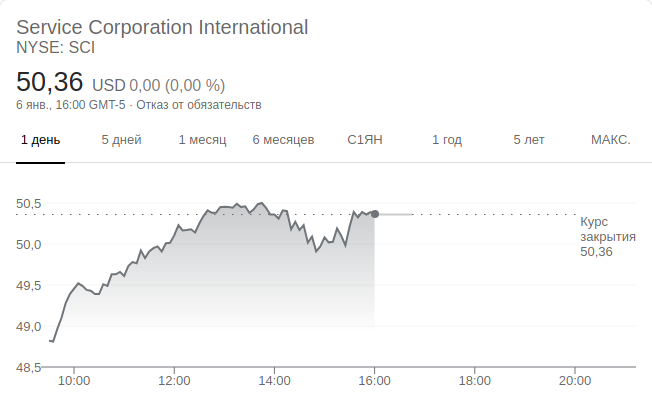 Service Corporation International
NYSE: SCI
50,36 USD 0,00 (0,00 %)
6 янв., 16:00 GMT-5 · Отказ от обязательств
1 день 5 дней 1 месяц 6 месяцев С1ЯН 1 год 5 лет МАКС.
50,5
Курс
закрытия
50,36
50,0
49,5
49,0
48,5
10:00 12:00 14:00 16:00 18:00 20:00